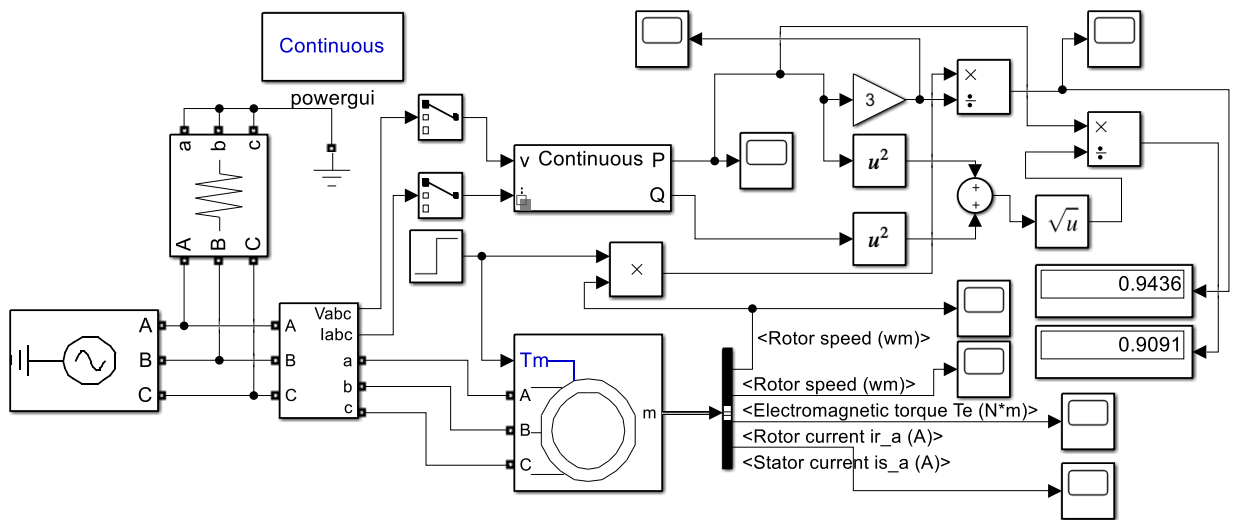 Continuous
powergui
a b c
A B C
3
×
÷
v Continuous P
i Q
u²
u²
+
+
√u
×
÷
×
0.9436
0.9091
A
B
C
Vabc
Iabc
A a
B b
C c
Tm
A
B
C
m
<Rotor speed (wm)>
<Rotor speed (wm)>
<Electromagnetic torque Te (N*m)>
<Rotor current ir_a (A)>
<Stator current is_a (A)>